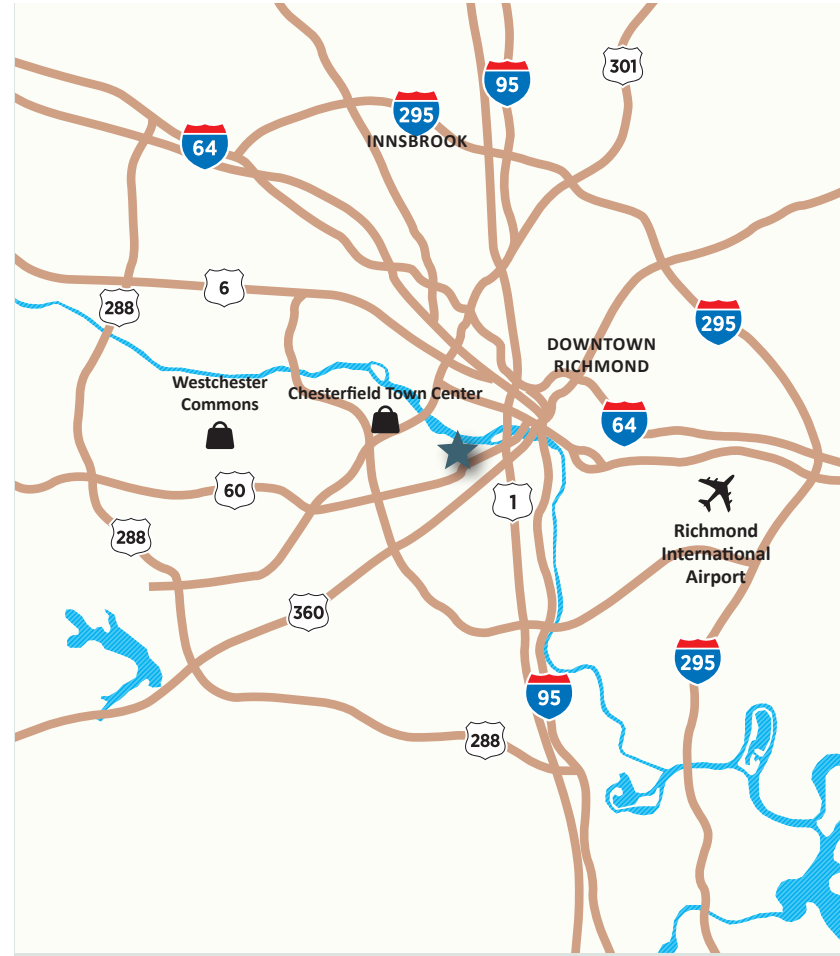 301
95
295
INNSBROOK
64
6
288
295
DOWNTOWN
RICHMOND
Westchester
Commons
Chesterfield Town Center
64
60
1
288
Richmond
International
Airport
360
295
95
288